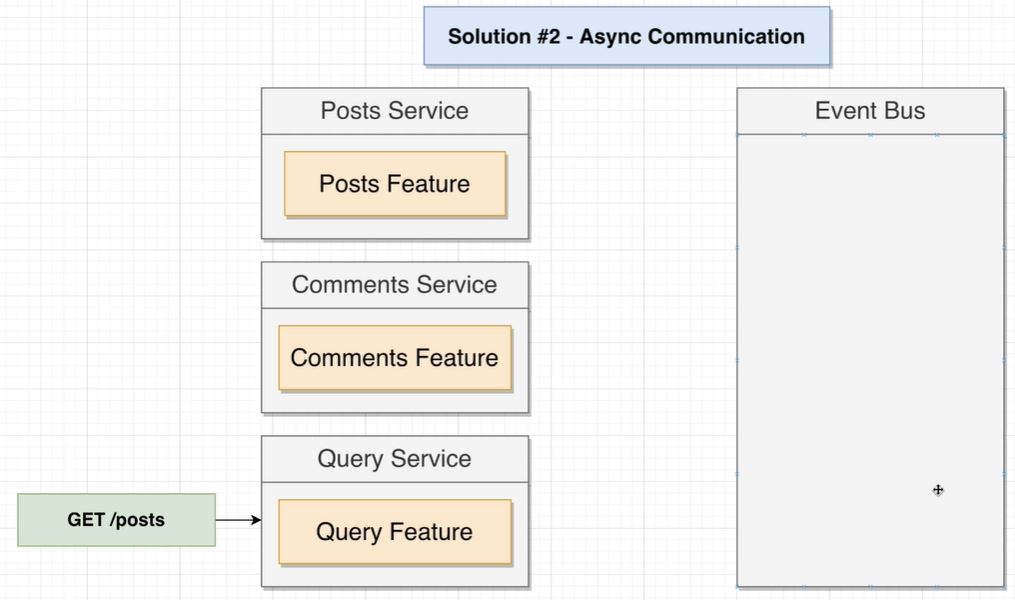 Solution #2 - Async Communication
Posts Service
Event Bus
Posts Feature
Comments Service
Comments Feature
Query Service
GET /posts
Query Feature